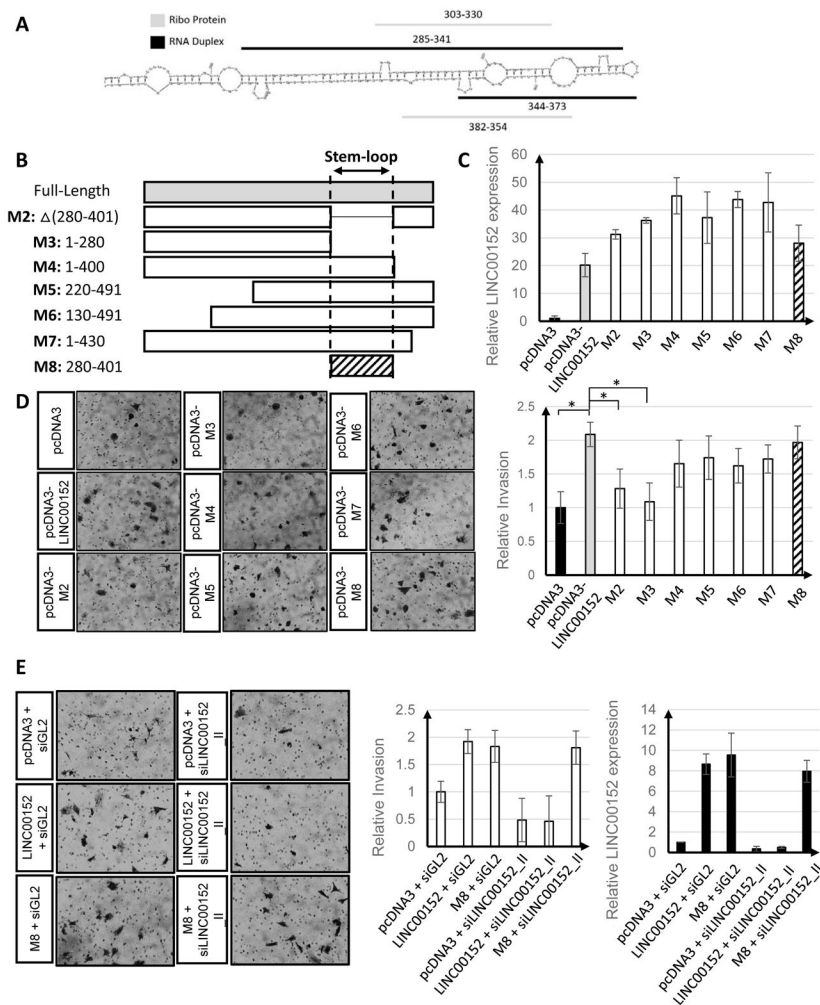 A
Ribo Protein
RNA Duplex
303-330
285-341
344-373
382-354
B
Stem-loop
Full-Length
M2: △(280-401)
M3: 1-280
M4: 1-400
M5: 220-491
M6: 130-491
M7: 1-430
M8: 280-401
C
Relative LINC00152 expression
60
50
40
30
20
10
0
pcDNA3
pcDNA3-
LINC00152
M2
M3
M4
M5
M6
M7
M8
D
pcDNA3
pcDNA3-
LINC00152
pcDNA3-
M2
pcDNA3-
M3
pcDNA3-
M4
pcDNA3-
M5
pcDNA3-
M6
pcDNA3-
M7
pcDNA3-
M8
Relative Invasion
2.5
2
1.5
1
0.5
0
*
*
*
pcDNA3
pcDNA3-
LINC00152
M2
M3
M4
M5
M6
M7
M8
E
pcDNA3 +
siGL2
LINC00152
+ siGL2
M8 + siGL2
pcDNA3 +
siLINC00152
_II
LINC00152 +
siLINC00152
_II
M8 +
siLINC00152
_II
Relative Invasion
2.5
2
1.5
1
0.5
0
pcDNA3 + siGL2
LINC00152 + siGL2
M8 + siGL2
pcDNA3 + siLINC00152_II
LINC00152 + siLINC00152_II
M8 + siLINC00152_II
Relative LINC00152 expression
14
12
10
8
6
4
2
0
pcDNA3 + siGL2
LINC00152 + siGL2
M8 + siGL2
pcDNA3 + siLINC00152_II
LINC00152 + siLINC00152_II
M8 + siLINC00152_II